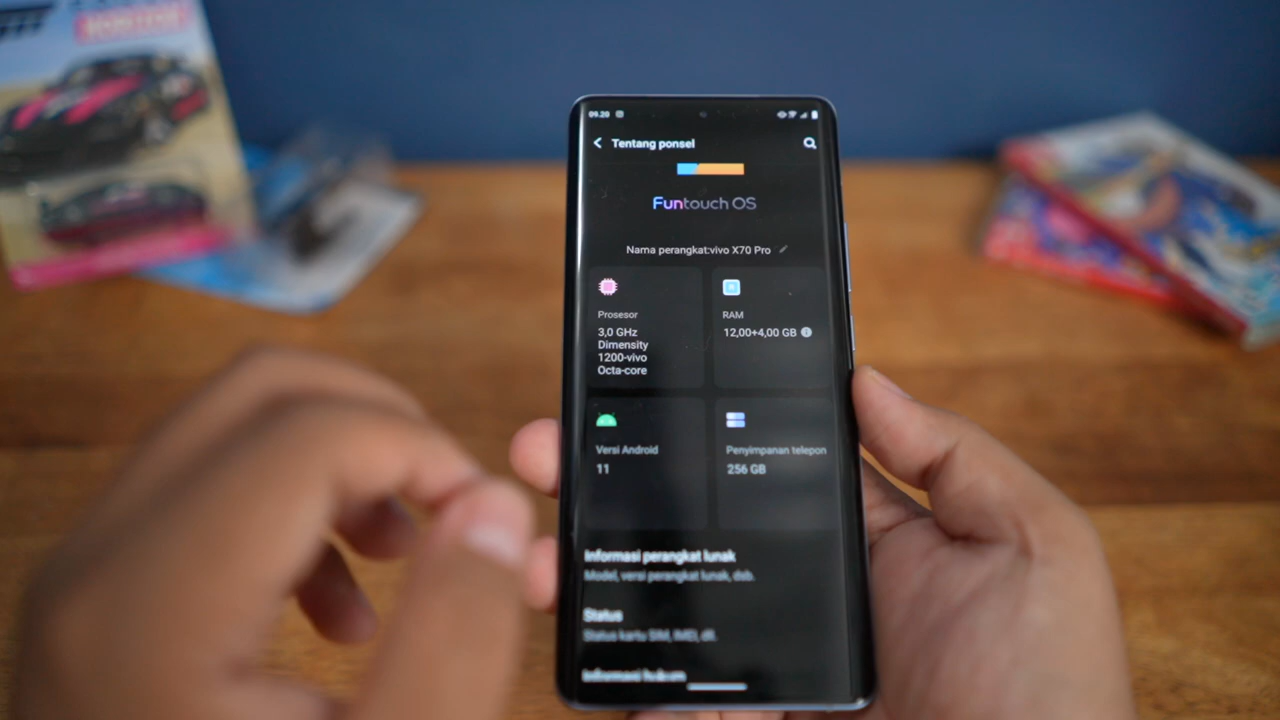 09.20
Tentang ponsel
Funtouch OS
Nama perangkat:vivo X70 Pro
Prosesor
3,0 GHz
Dimensity
1200-vivo
Octa-core
RAM
12,00+4,00 GB
Versi Android
11
Penyimpanan telepon
256 GB
Informasi perangkat lunak
Model, versi perangkat lunak, dsb.
Status
Status kartu SIM, IMEI, dll.
Informasi hukum